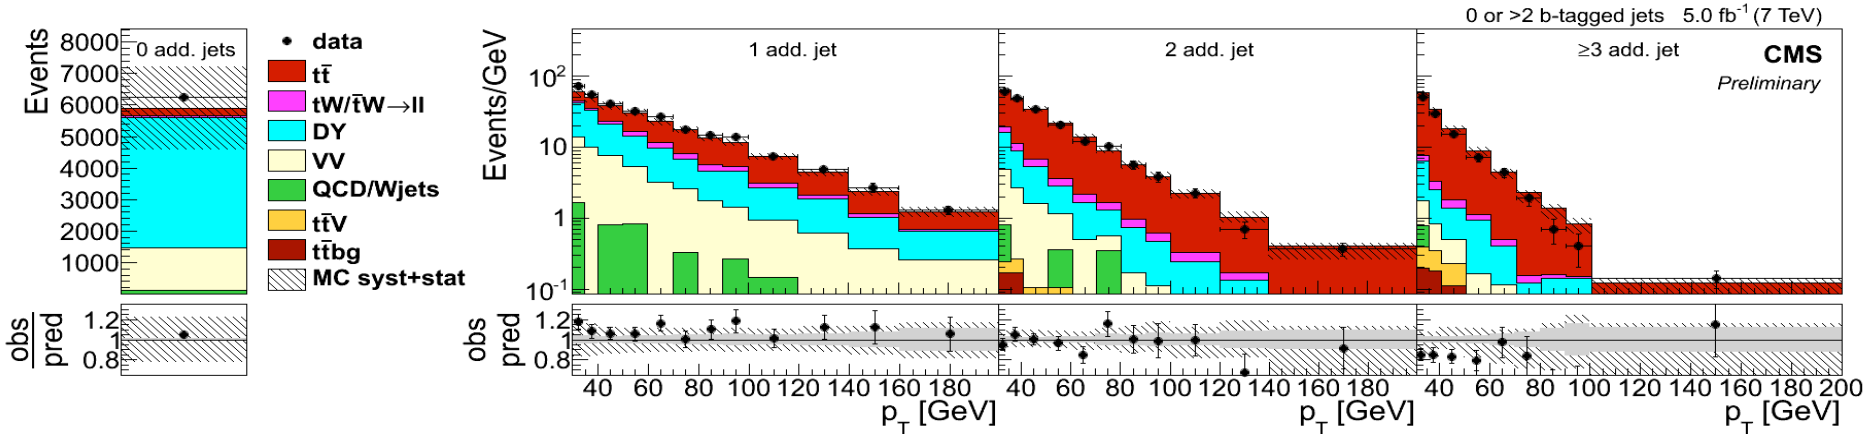 0 or >2 b-tagged jets 5.0 fb⁻¹ (7 TeV)
Events
8000
7000
6000
5000
4000
3000
2000
1000
0 add. jets
data
tt̄
tW/t̄W→ll
DY
VV
QCD/Wjets
tt̄V
tt̄bg
MC syst+stat
Events/GeV
10²
10
1
10⁻¹
1 add. jet
2 add. jet
≥3 add. jet
CMS
Preliminary
obs
pred
1.2
1
0.8
obs
pred
1.2
1
0.8
40 60 80 100 120 140 160 180
40 60 80 100 120 140 160 180
40 60 80 100 120 140 160 180 200
p_T [GeV]
p_T [GeV]
p_T [GeV]